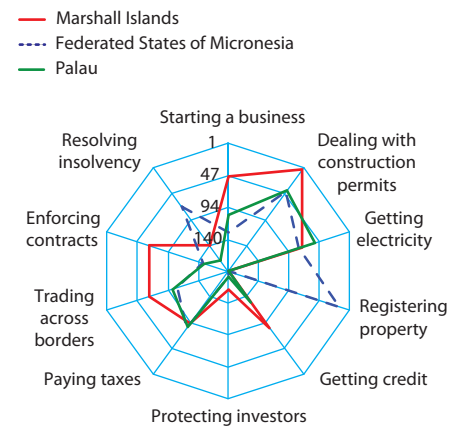 Marshall Islands
Federated States of Micronesia
Palau
Starting a business
1
47
94
140
Dealing with
construction
permits
Getting
electricity
Registering
property
Getting credit
Protecting investors
Paying taxes
Trading
across
borders
Enforcing
contracts
Resolving
insolvency